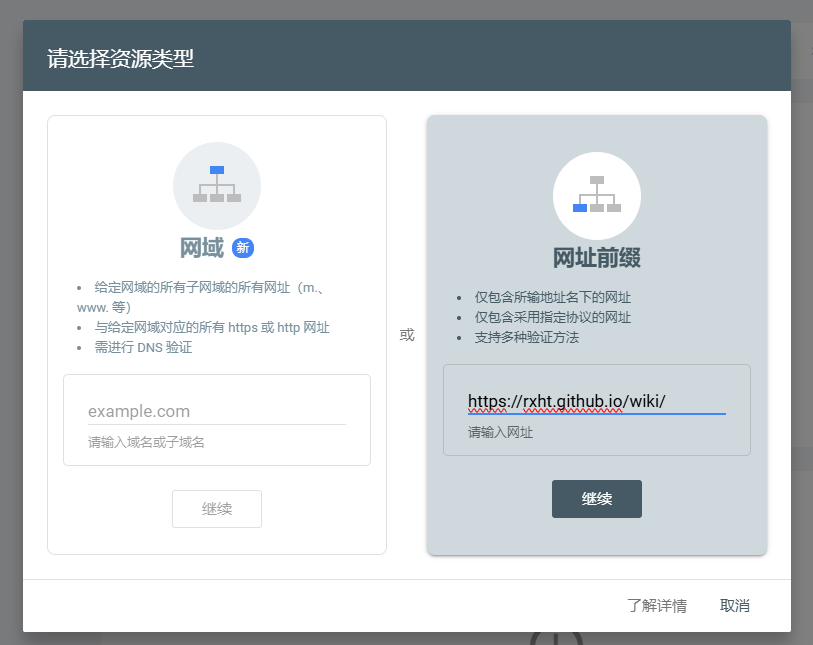 请选择资源类型
网域 新
• 给定网域的所有子网域的所有网址（m.、
www. 等）
• 与给定网域对应的所有 https 或 http 网址
• 需进行 DNS 验证
example.com
请输入域名或子域名
继续
或
网址前缀
• 仅包含所输地址名下的网址
• 仅包含采用指定协议的网址
• 支持多种验证方法
https://rxht.github.io/wiki/
请输入网址
继续
了解详情
取消